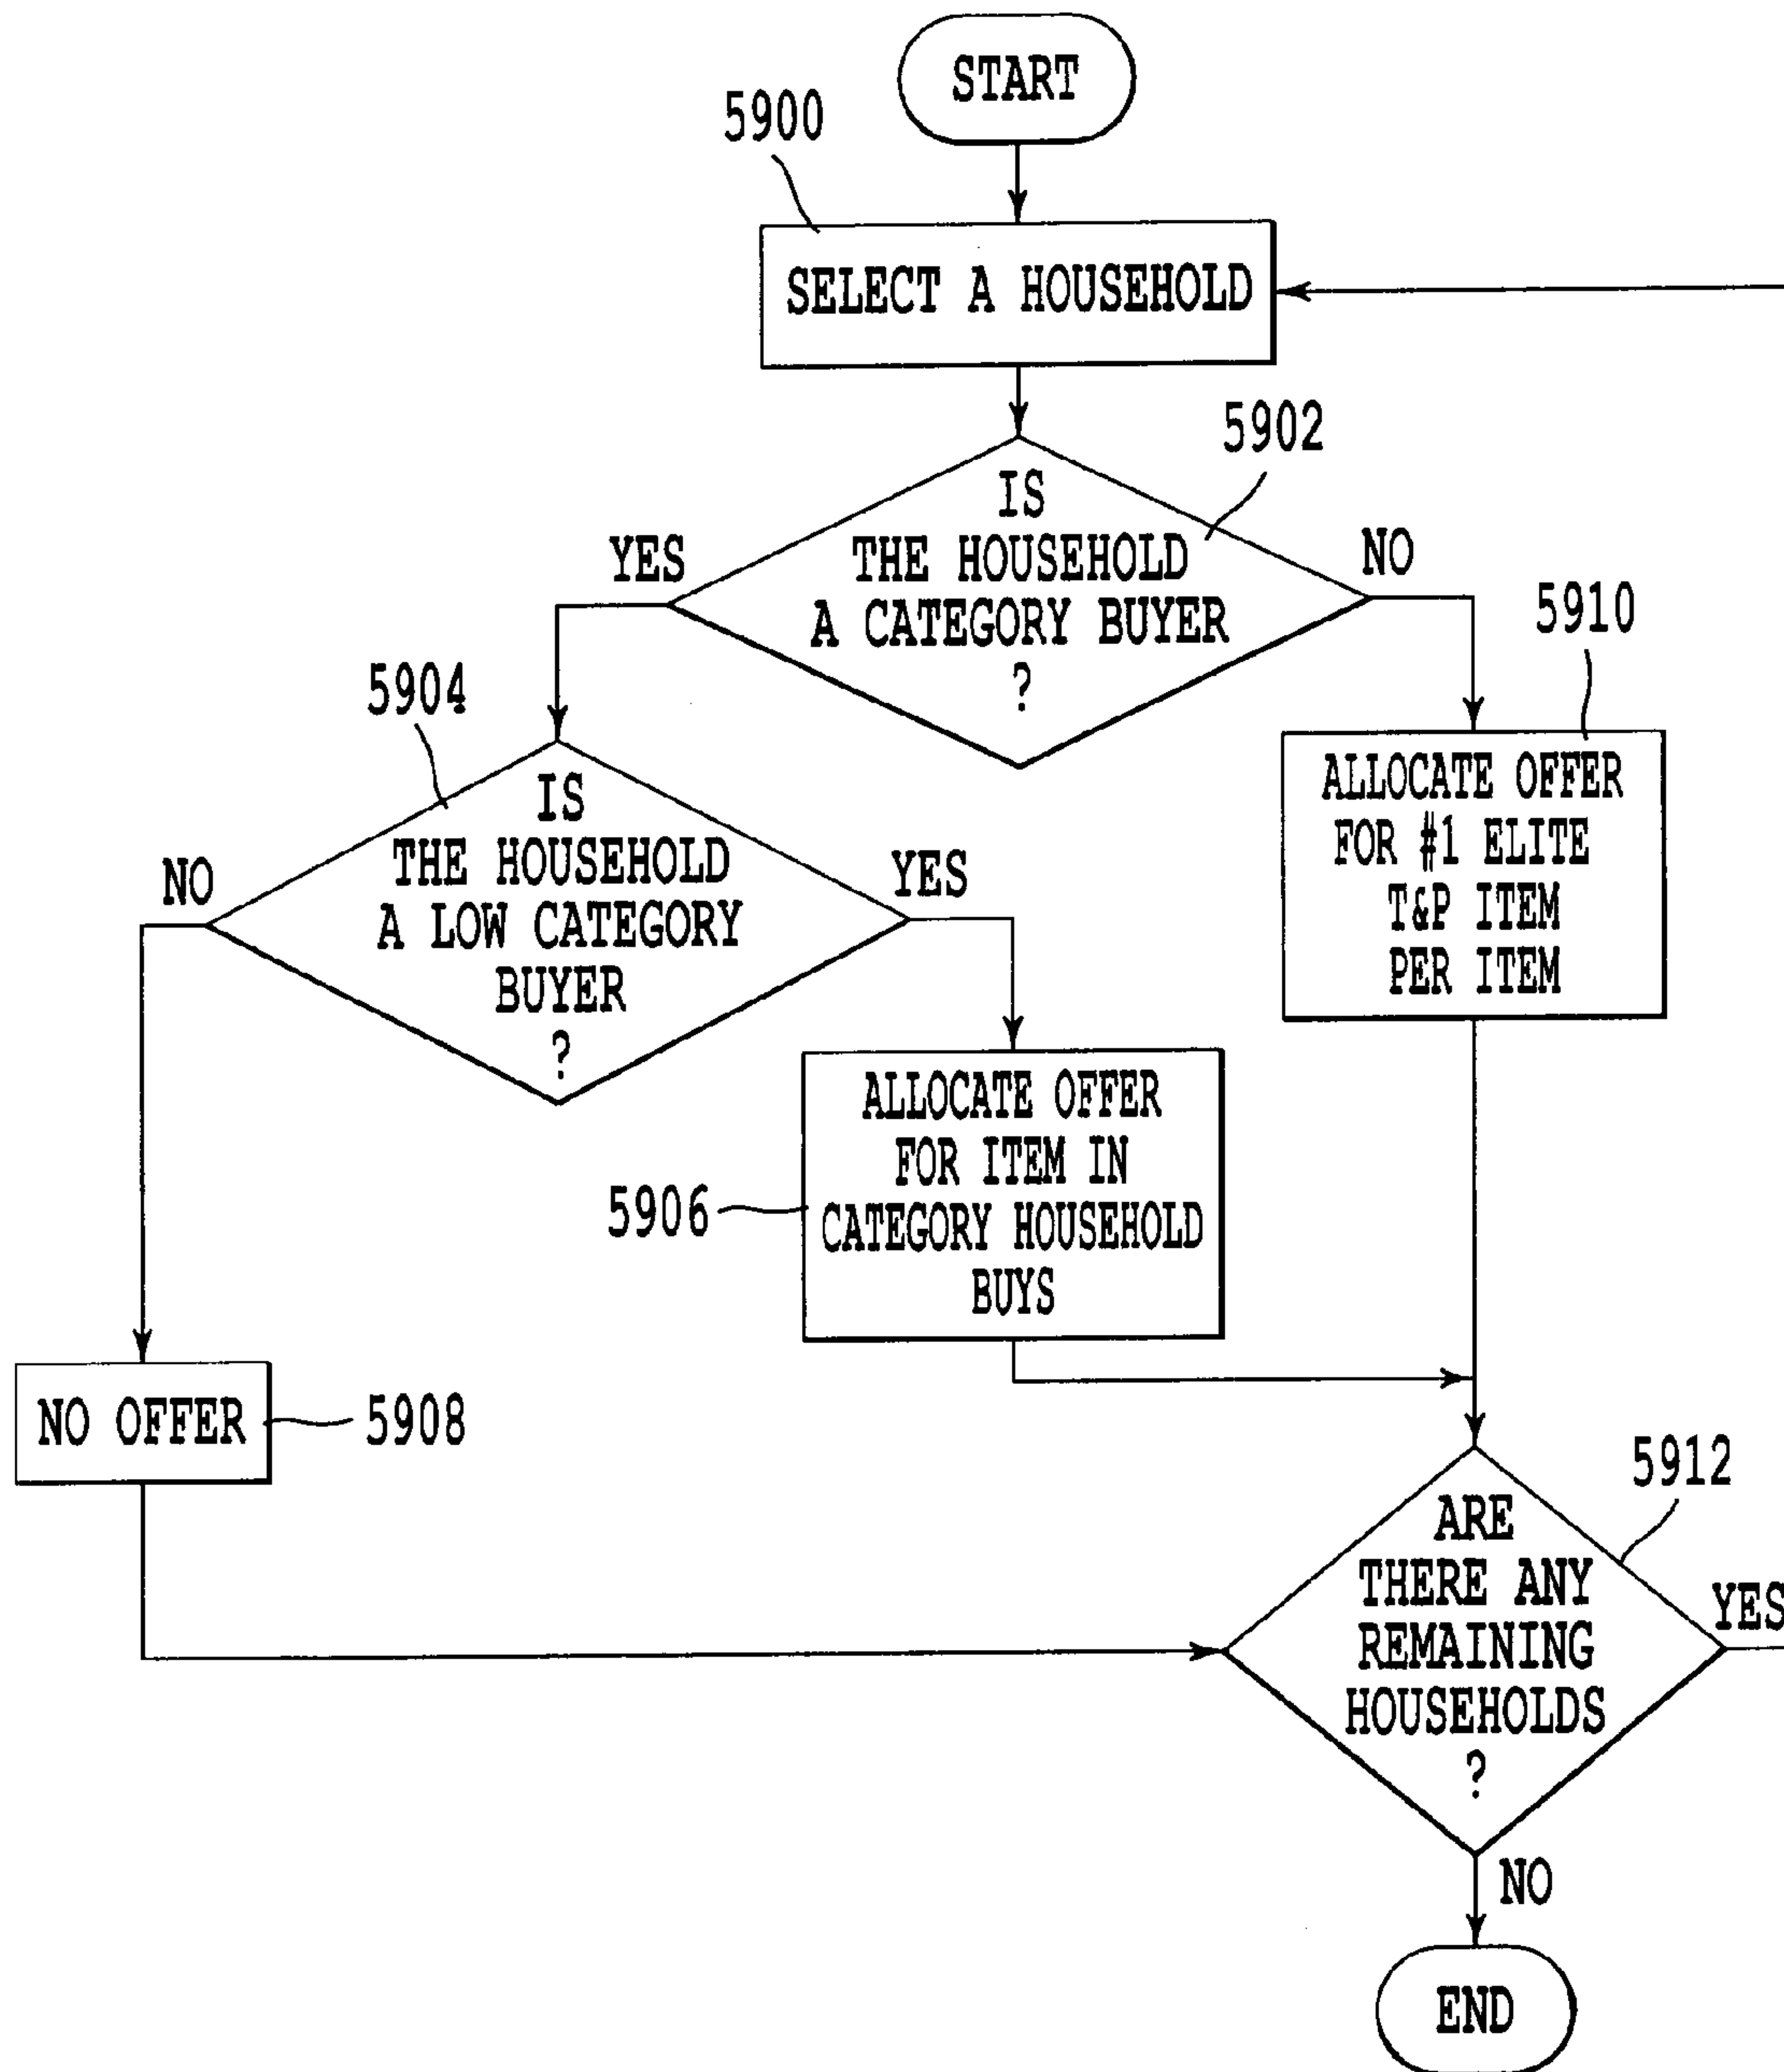 START
5900
SELECT A HOUSEHOLD
5902
IS
THE HOUSEHOLD
A CATEGORY BUYER
?
YES
NO
5904
IS
THE HOUSEHOLD
A LOW CATEGORY
BUYER
?
NO
YES
5910
ALLOCATE OFFER
FOR #1 ELITE
T&P ITEM
PER ITEM
ALLOCATE OFFER
FOR ITEM IN
CATEGORY HOUSEHOLD
BUYS
5906
NO OFFER
5908
5912
ARE
THERE ANY
REMAINING
HOUSEHOLDS
?
YES
NO
END